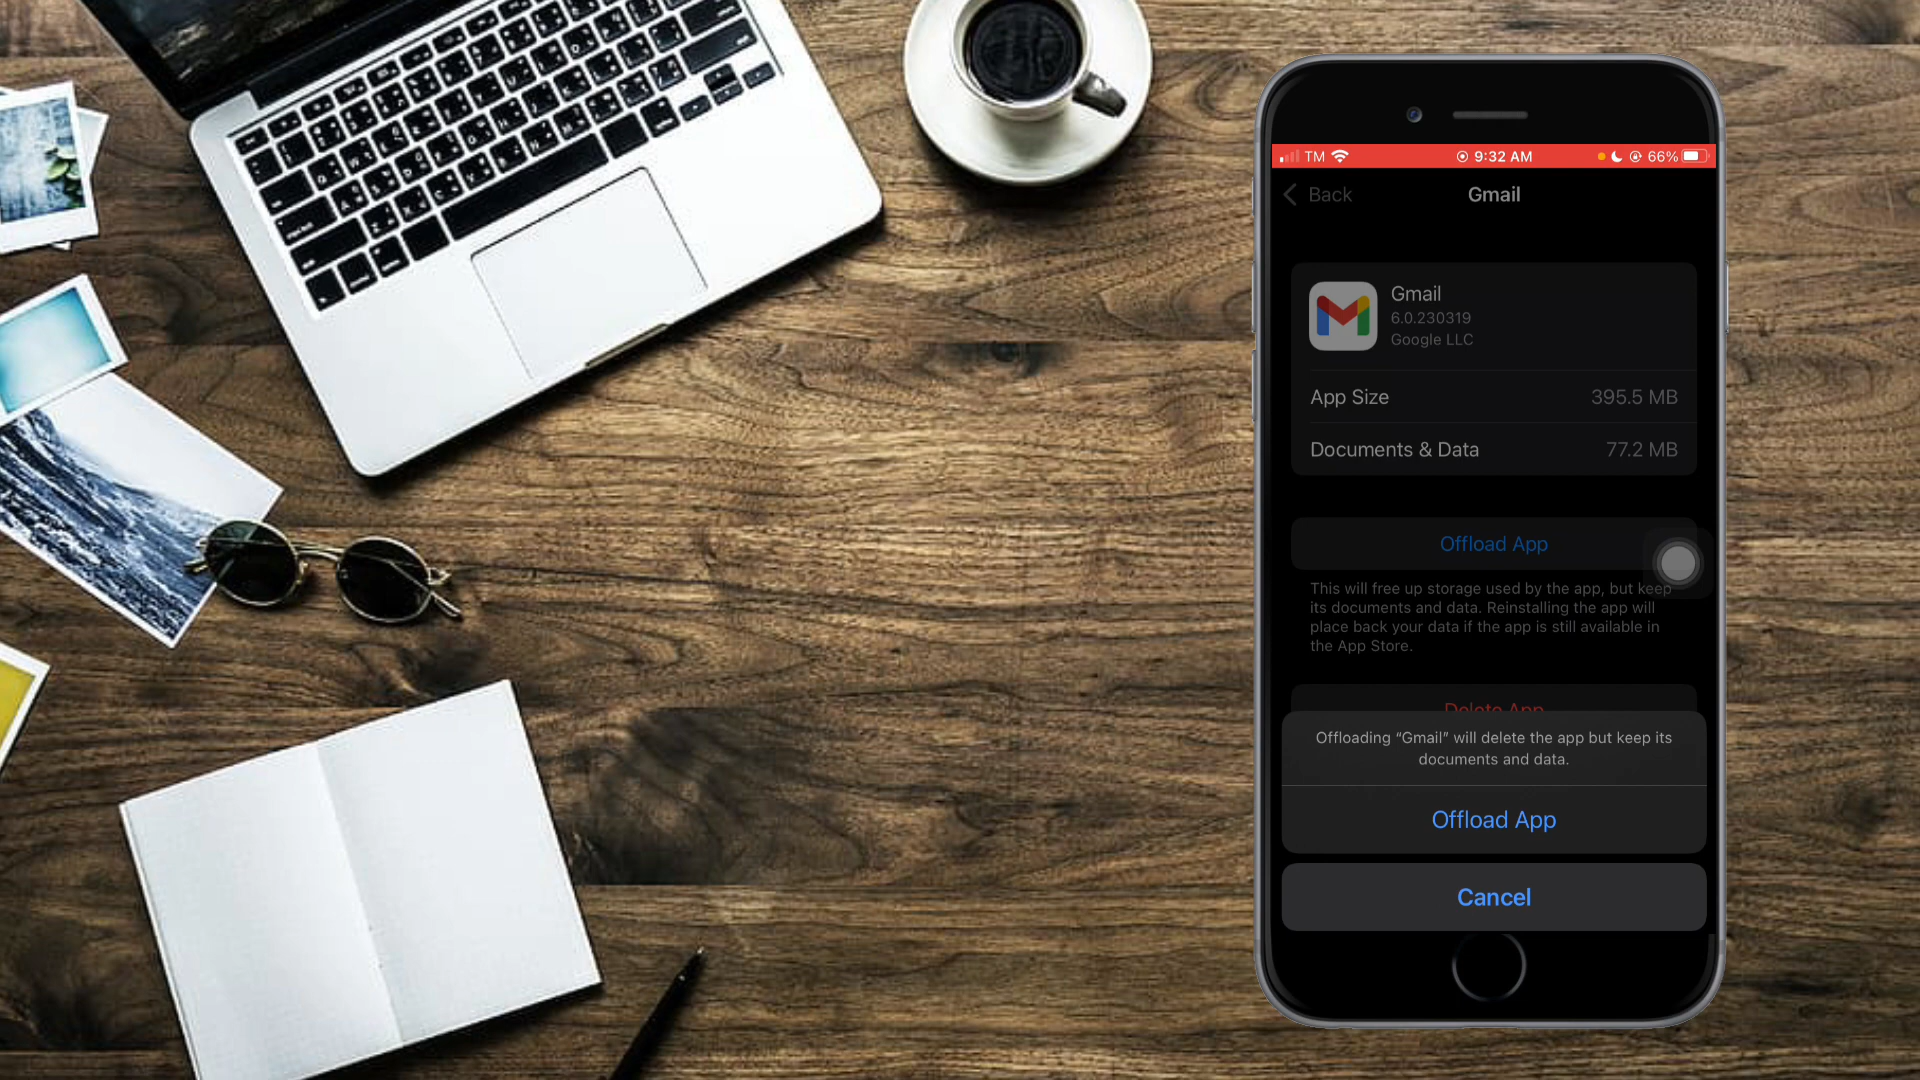 TM 9:32 AM 66%
Back Gmail
Gmail
6.0.230319
Google LLC
App Size 395.5 MB
Documents & Data 77.2 MB
Offload App
This will free up storage used by the app, but keep
its documents and data. Reinstalling the app will
place back your data if the app is still available in
the App Store.
Delete App
Offloading “Gmail” will delete the app but keep its
documents and data.
Offload App
Cancel